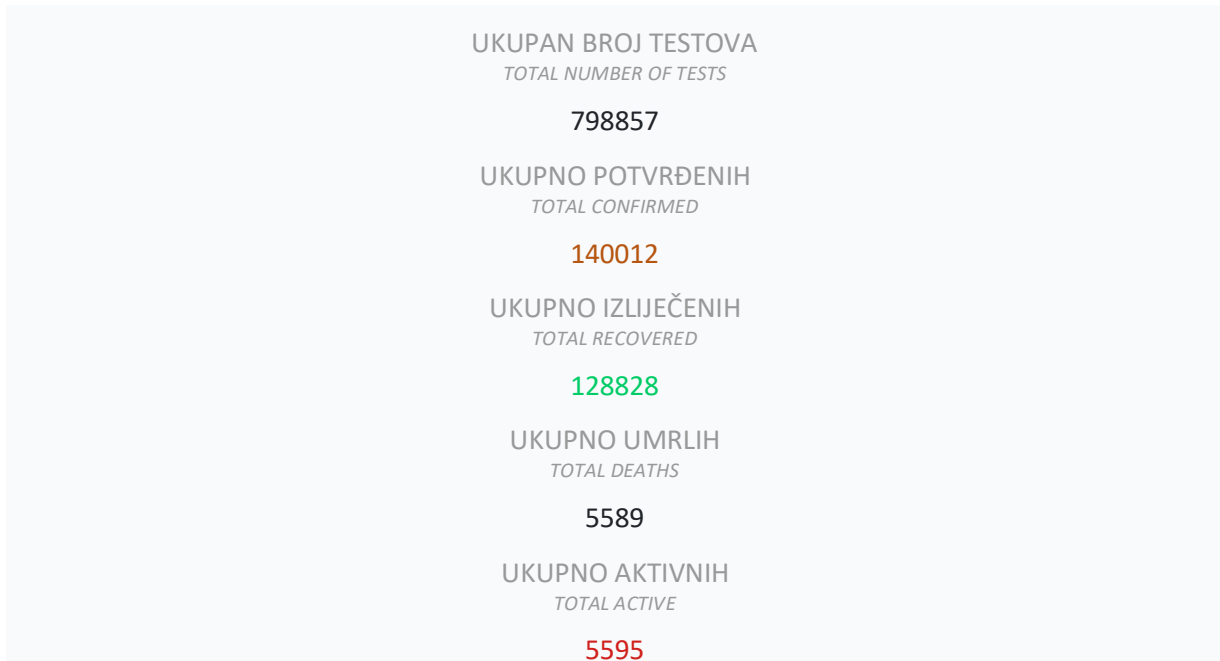 UKUPAN BROJ TESTOVA
TOTAL NUMBER OF TESTS
798857
UKUPNO POTVRĐENIH
TOTAL CONFIRMED
140012
UKUPNO IZLIJEČENIH
TOTAL RECOVERED
128828
UKUPNO UMRLIH
TOTAL DEATHS
5589
UKUPNO AKTIVNIH
TOTAL ACTIVE
5595